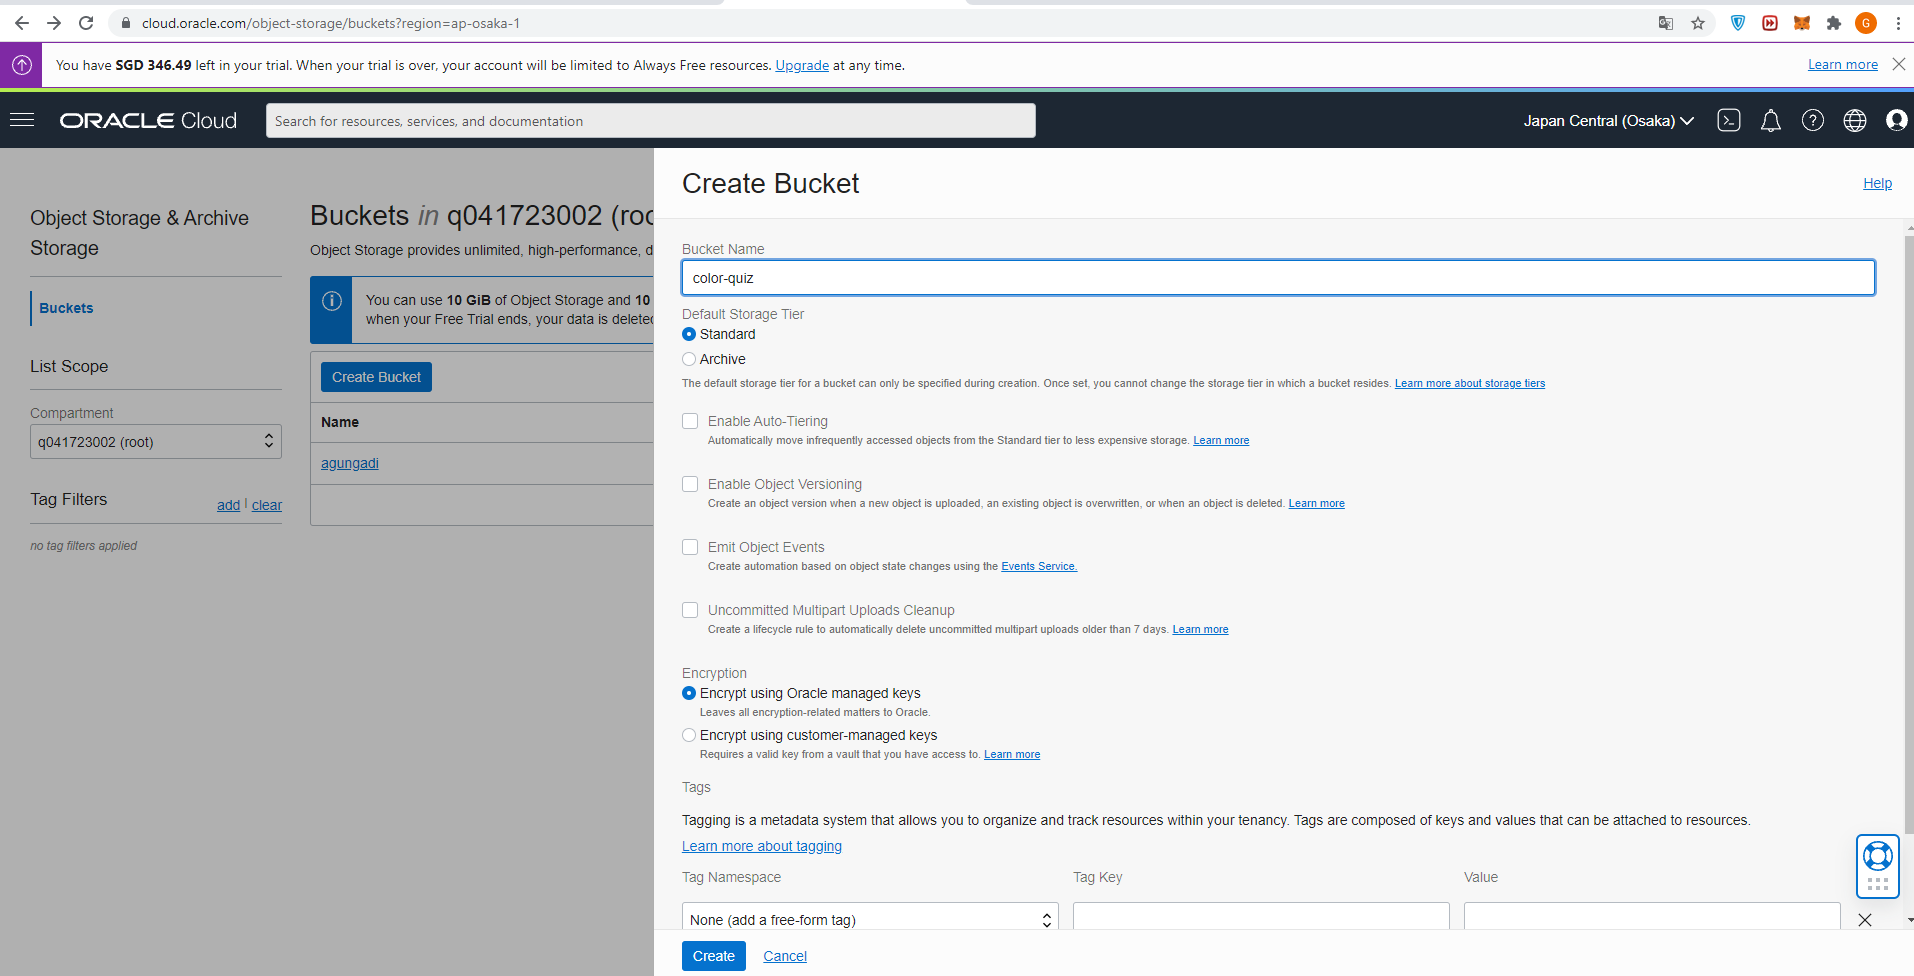 cloud.oracle.com/object-storage/buckets?region=ap-osaka-1
G
You have SGD 346.49 left in your trial. When your trial is over, your account will be limited to Always Free resources. Upgrade at any time.
Learn more
ORACLE Cloud
Search for resources, services, and documentation
Japan Central (Osaka)
Object Storage & Archive
Storage
Buckets
List Scope
Compartment
q041723002 (root)
Tag Filters
add | clear
no tag filters applied
Buckets in q041723002 (roo
Object Storage provides unlimited, high-performance, d
You can use 10 GiB of Object Storage and 10
when your Free Trial ends, your data is deleted
Create Bucket
Name
agungadi
Create Bucket
Help
Bucket Name
color-quiz
Default Storage Tier
Standard
Archive
The default storage tier for a bucket can only be specified during creation. Once set, you cannot change the storage tier in which a bucket resides. Learn more about storage tiers
Enable Auto-Tiering
Automatically move infrequently accessed objects from the Standard tier to less expensive storage. Learn more
Enable Object Versioning
Create an object version when a new object is uploaded, an existing object is overwritten, or when an object is deleted. Learn more
Emit Object Events
Create automation based on object state changes using the Events Service.
Uncommitted Multipart Uploads Cleanup
Create a lifecycle rule to automatically delete uncommitted multipart uploads older than 7 days. Learn more
Encryption
Encrypt using Oracle managed keys
Leaves all encryption-related matters to Oracle.
Encrypt using customer-managed keys
Requires a valid key from a vault that you have access to. Learn more
Tags
Tagging is a metadata system that allows you to organize and track resources within your tenancy. Tags are composed of keys and values that can be attached to resources.
Learn more about tagging
Tag Namespace
Tag Key
Value
None (add a free-form tag)
Create
Cancel